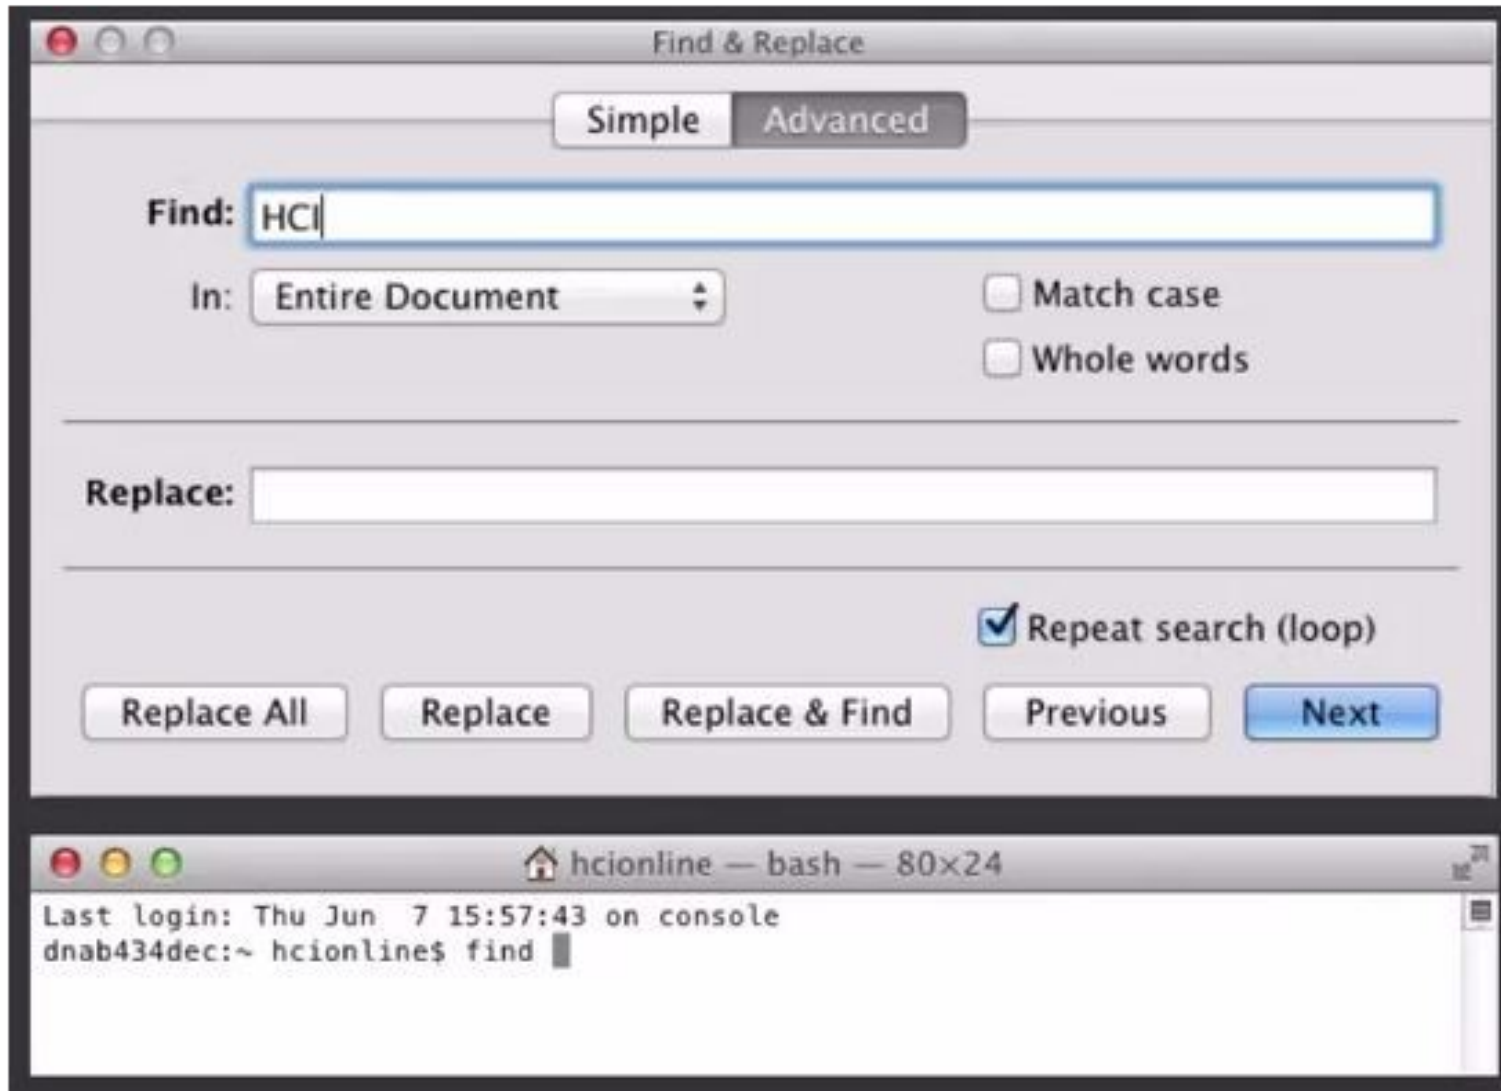 Find & Replace
Simple Advanced
Find: HCI
In: Entire Document Match case
Whole words
Replace:
Repeat search (loop)
Replace All Replace Replace & Find Previous Next
hcionline — bash — 80×24
Last login: Thu Jun  7 15:57:43 on console
dnab434dec:~ hcionline$ find